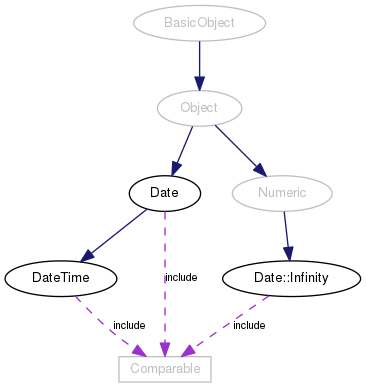 BasicObject
Object
Date
Numeric
include
DateTime
Date::Infinity
include
include
Comparable